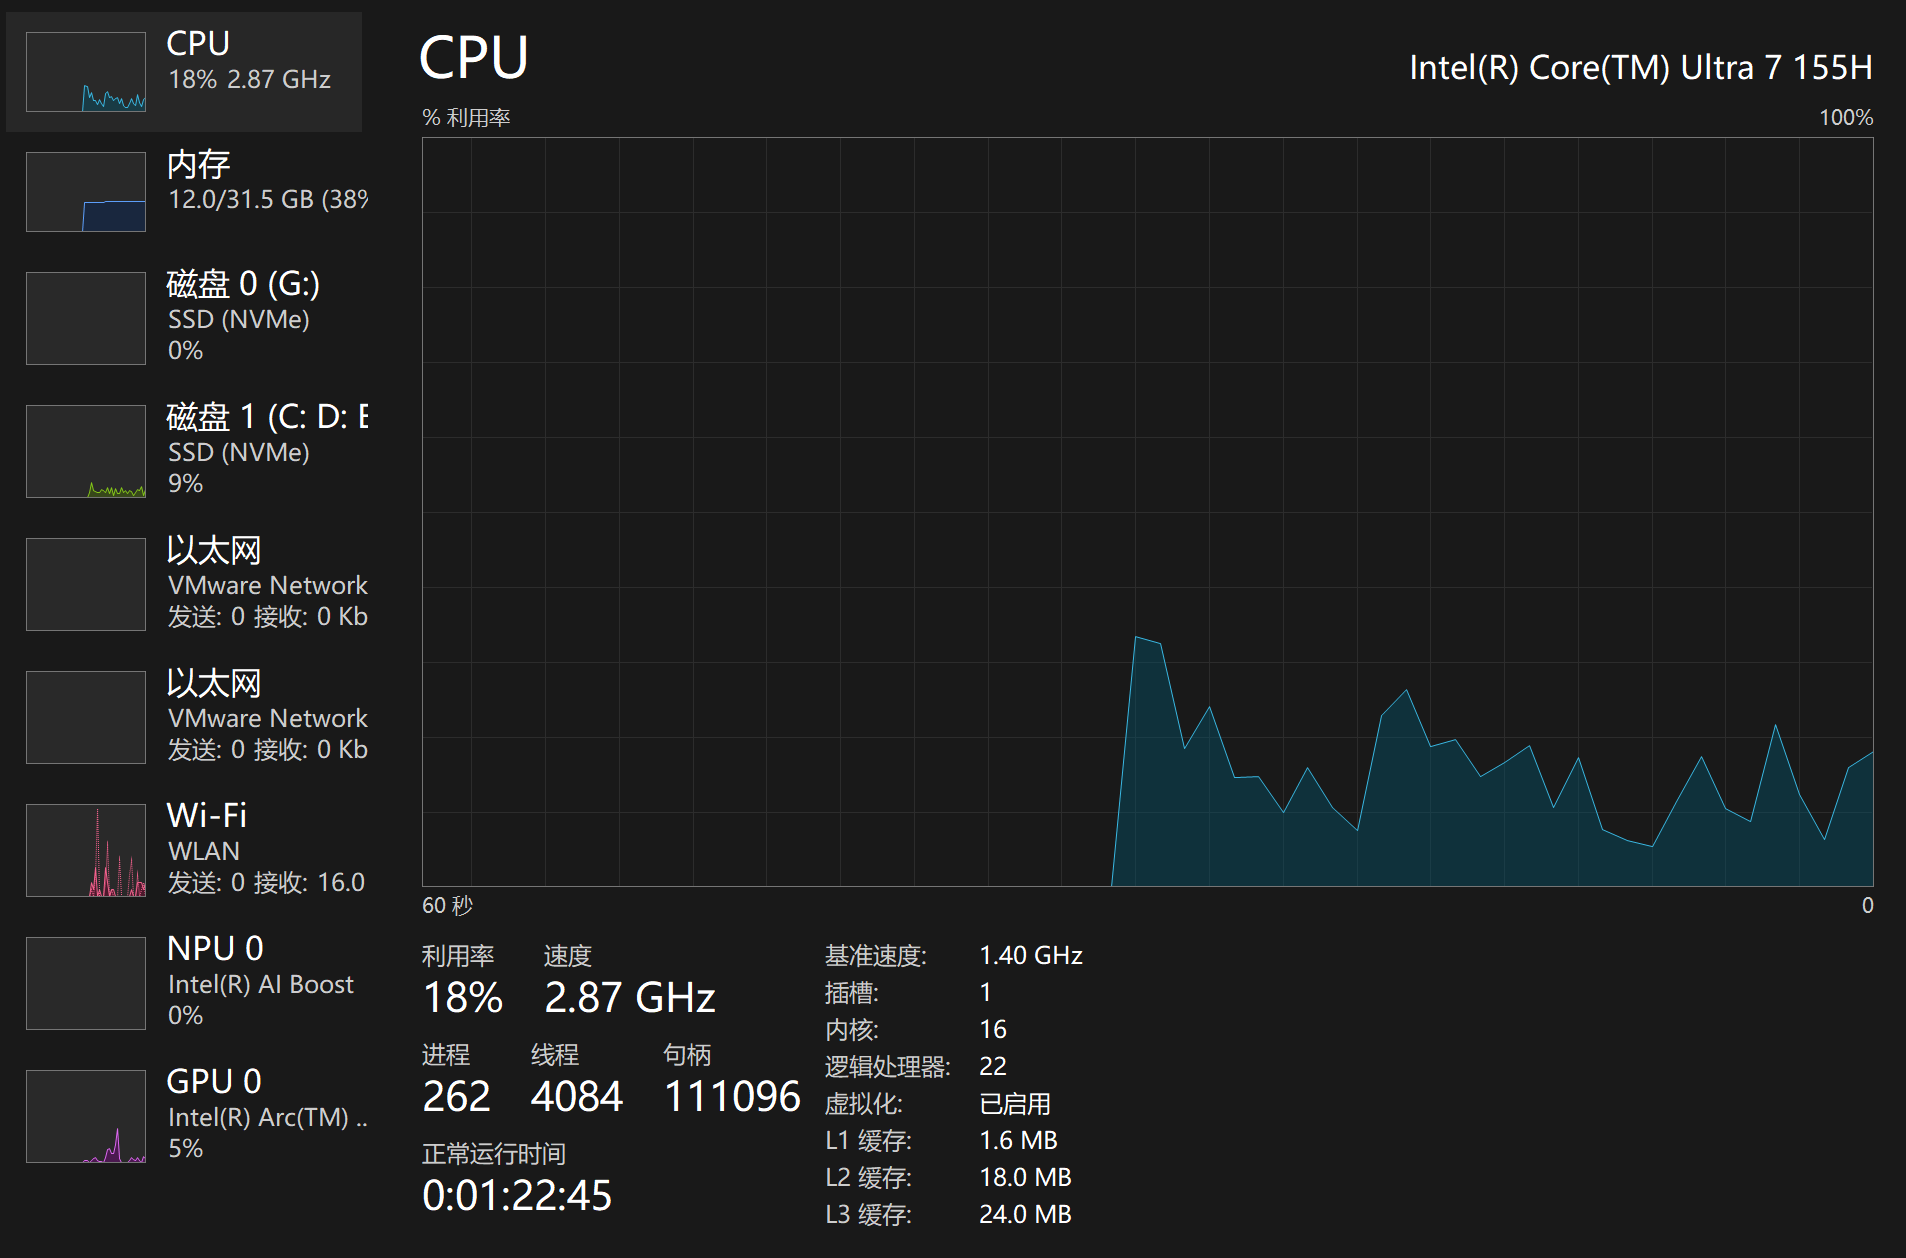 CPU
18% 2.87 GHz
内存
12.0/31.5 GB (38%
磁盘 0 (G:)
SSD (NVMe)
0%
磁盘 1 (C: D: E
SSD (NVMe)
9%
以太网
VMware Network
发送: 0 接收: 0 Kb
以太网
VMware Network
发送: 0 接收: 0 Kb
Wi-Fi
WLAN
发送: 0 接收: 16.0
NPU 0
Intel(R) AI Boost
0%
GPU 0
Intel(R) Arc(TM) ..
5%
CPU
Intel(R) Core(TM) Ultra 7 155H
% 利用率 100%
60 秒 0
利用率 速度
18% 2.87 GHz
进程 线程 句柄
262 4084 111096
正常运行时间
0:01:22:45
基准速度: 1.40 GHz
插槽: 1
内核: 16
逻辑处理器: 22
虚拟化: 已启用
L1 缓存: 1.6 MB
L2 缓存: 18.0 MB
L3 缓存: 24.0 MB